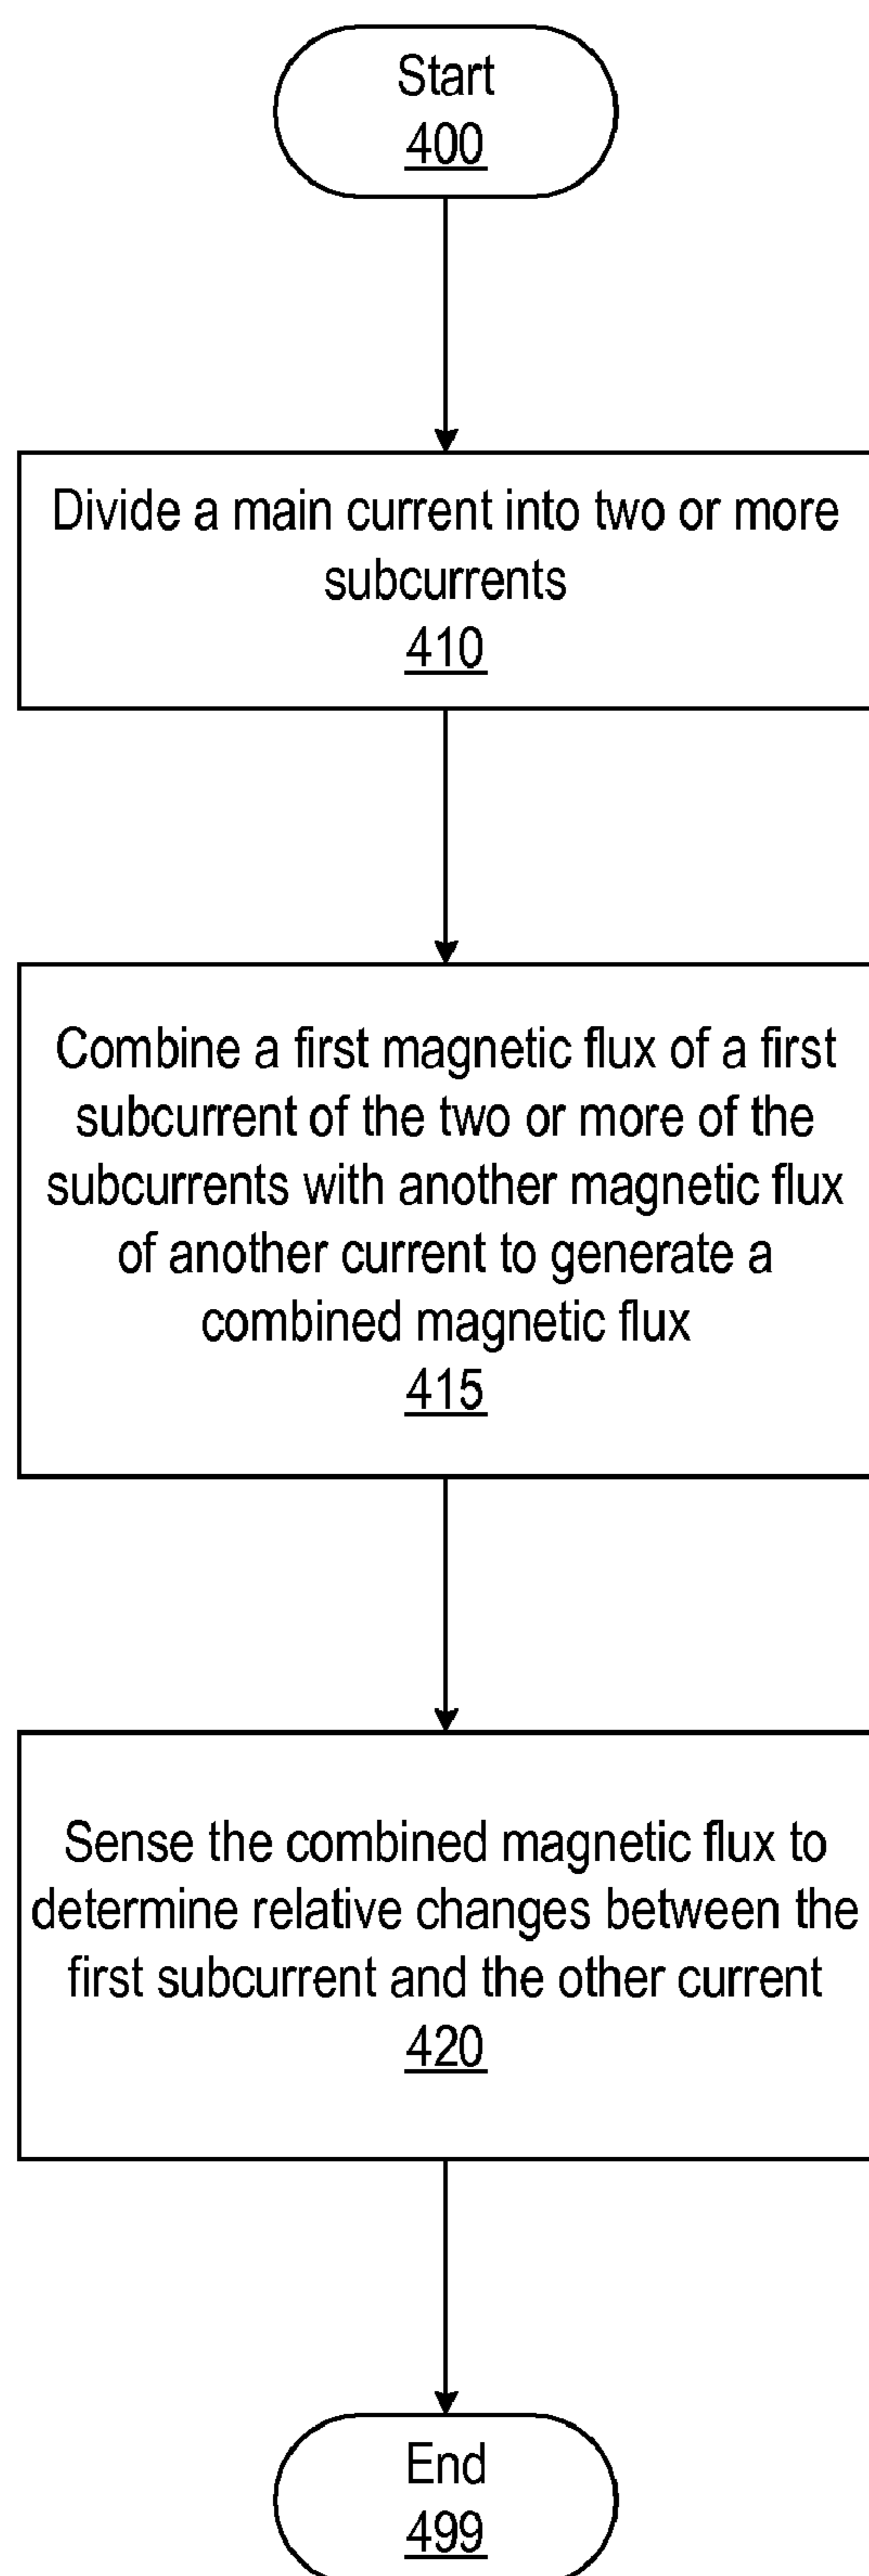 Start
400
Divide a main current into two or more
subcurrents
410
Combine a first magnetic flux of a first
subcurrent of the two or more of the
subcurrents with another magnetic flux
of another current to generate a
combined magnetic flux
415
Sense the combined magnetic flux to
determine relative changes between the
first subcurrent and the other current
420
End
499